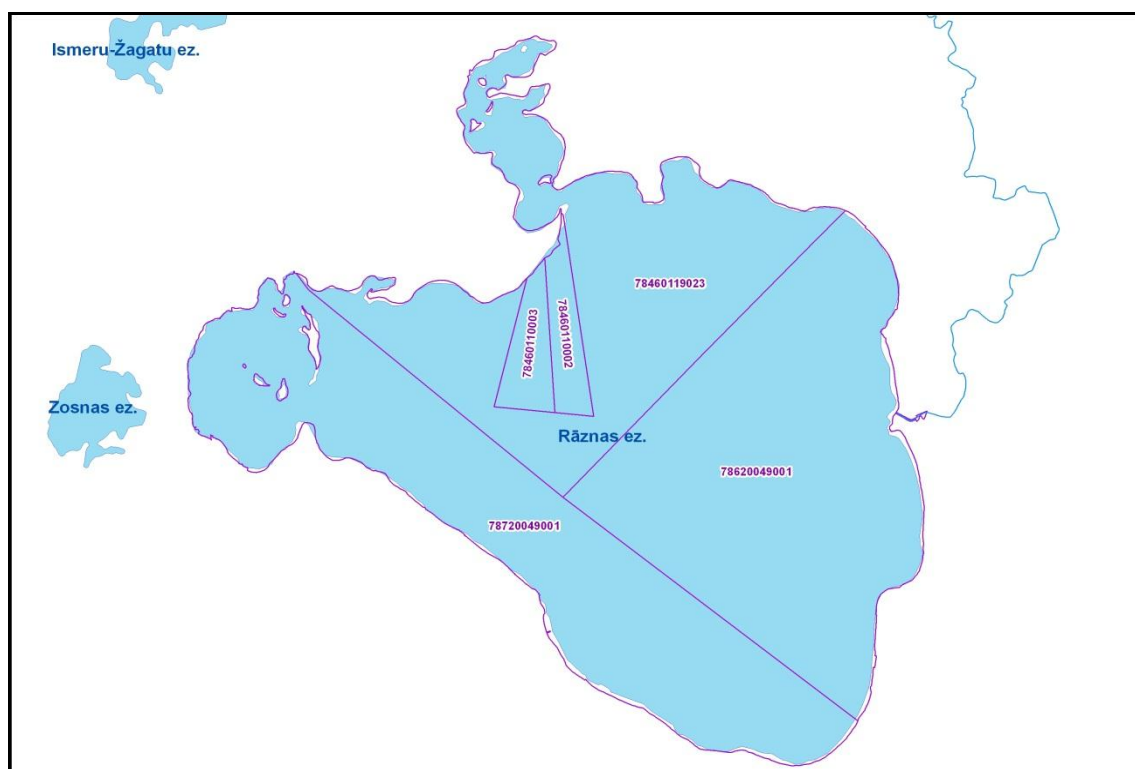 Ismeru-Žagatu ez.
78460119023
78460110003
78460110002
Zosnas ez.
Rāznas ez.
78620049001
78720049001